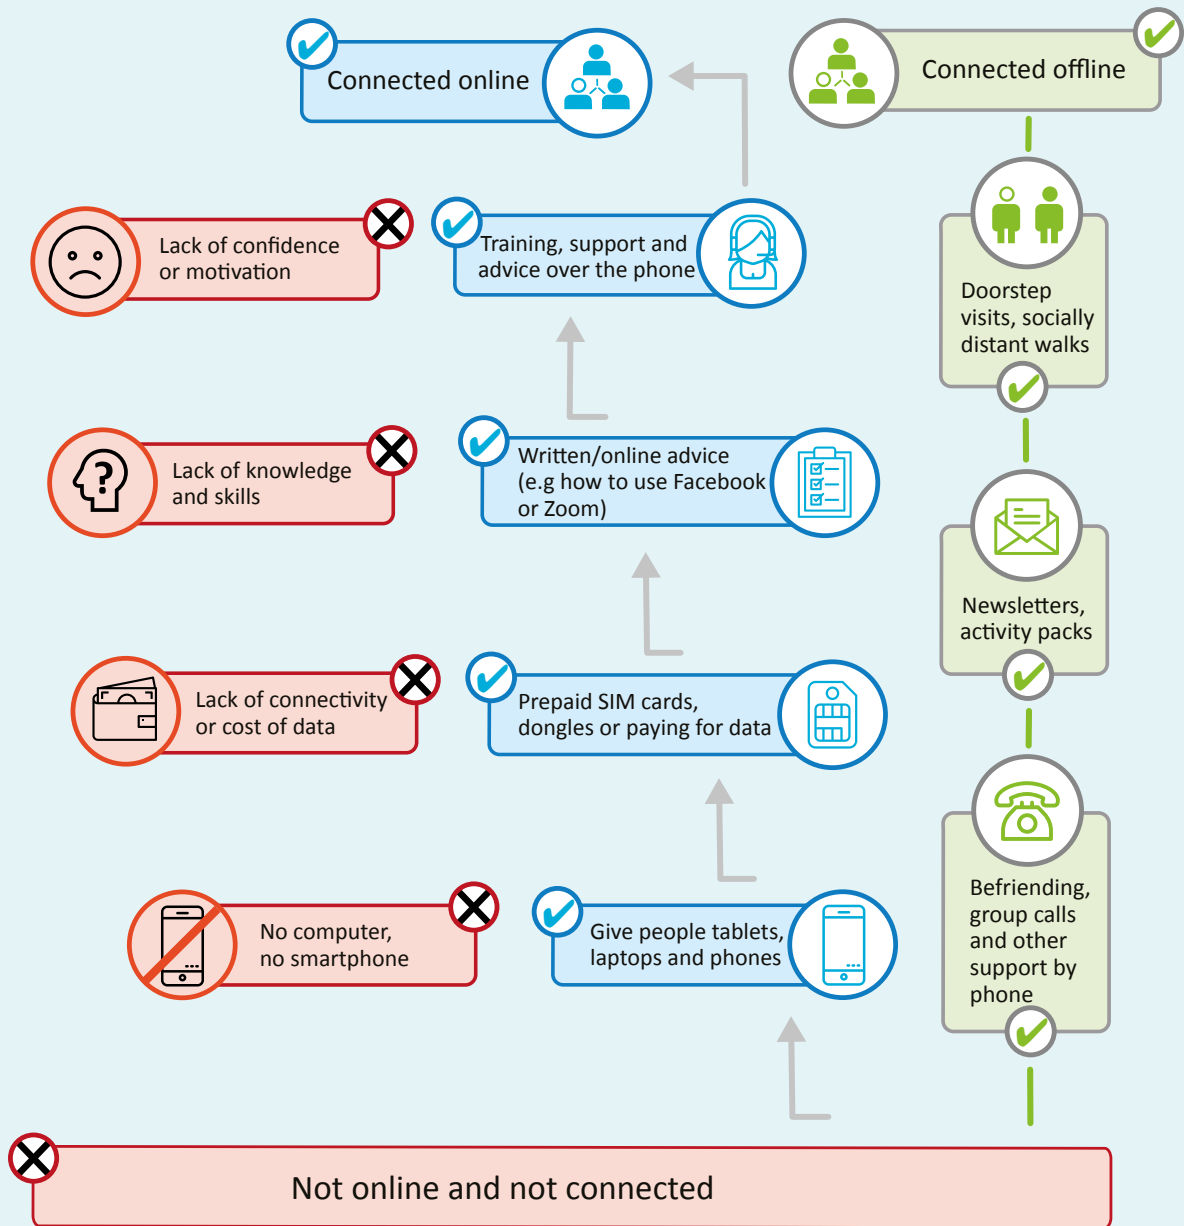 Connected online
Connected offline
Lack of confidence
or motivation
Training, support and
advice over the phone
Doorstep
visits, socially
distant walks
?
Lack of knowledge
and skills
Written/online advice
(e.g how to use Facebook
or Zoom)
Newsletters,
activity packs
Lack of connectivity
or cost of data
Prepaid SIM cards,
dongles or paying for data
Befriending,
group calls
and other
support by
phone
No computer,
no smartphone
Give people tablets,
laptops and phones
Not online and not connected